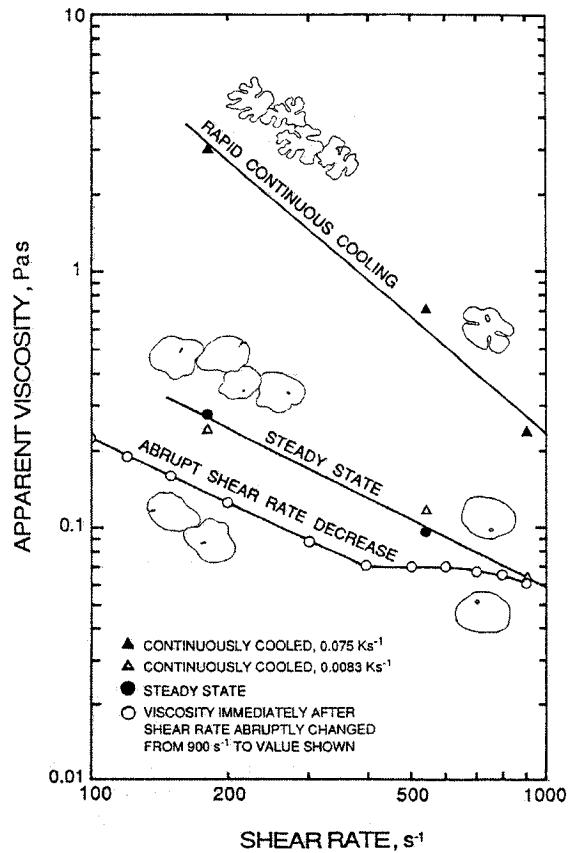 10
RAPID CONTINUOUS COOLING
1
APPARENT VISCOSITY, Pas
STEADY STATE
ABRUPT SHEAR RATE DECREASE
0.1
▲ CONTINUOUSLY COOLED, 0.075 Ks⁻¹
△ CONTINUOUSLY COOLED, 0.0083 Ks⁻¹
● STEADY STATE
○ VISCOSITY IMMEDIATELY AFTER
SHEAR RATE ABRUPTLY CHANGED
FROM 900 s⁻¹ TO VALUE SHOWN
0.01
100 200 500 1000
SHEAR RATE, s⁻¹